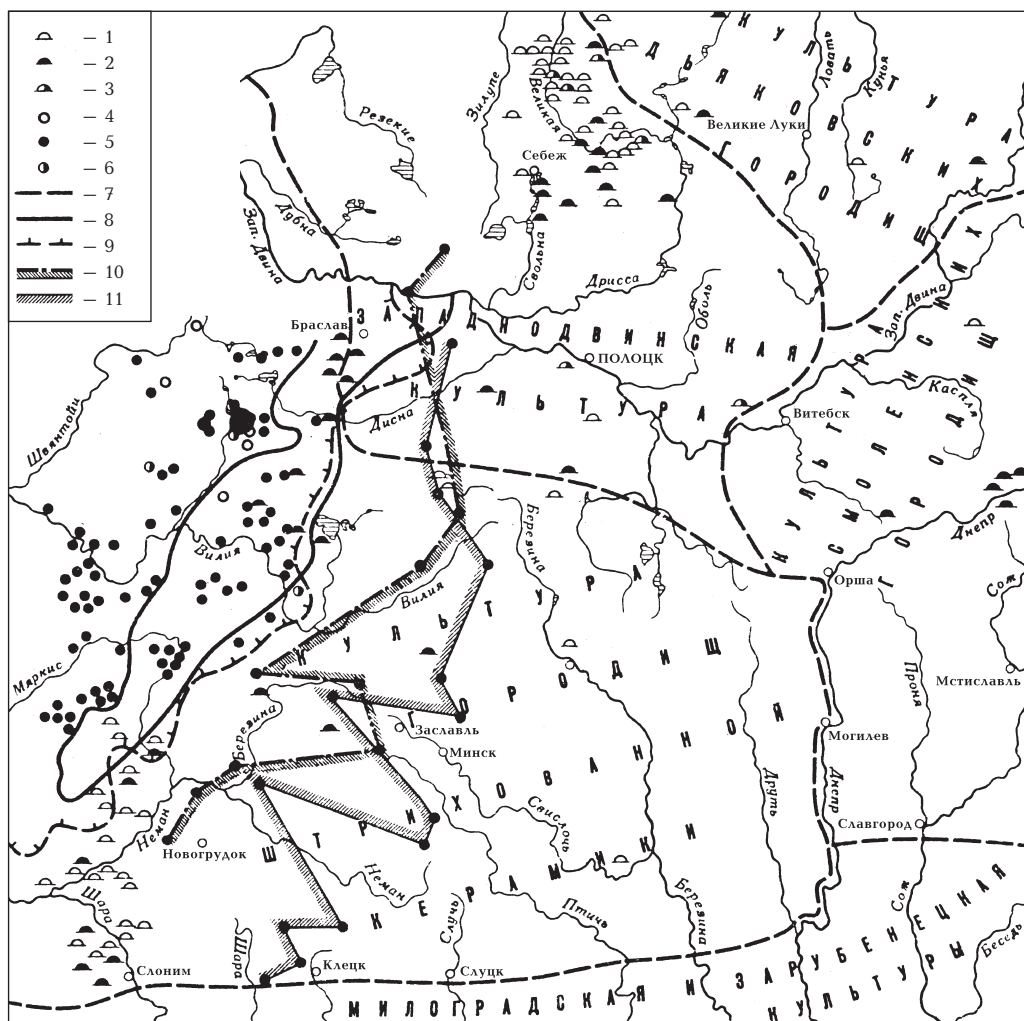 – 1
– 2
– 3
– 4
– 5
– 6
– 7
– 8
– 9
– 10
– 11
ДЬЯКОВСКИХ
КУЛЬТУРА
ГОРОДИЩ
Ловать
Кунья
Великие Луки
Зилупе
Великая
Резекне
Себеж
Дубна
Зап. Двина
Свольна
Дрисса
Оболь
Зап. Двина
Браслав
ЗАПАДНОДВИНСКАЯ
КУЛЬТУРА
ПОЛОЦК
Дисна
Витебск
Каспля
КУЛЬТУРА
СМОЛЕНСКИХ
ГОРОДИЩ
Швянтойи
Вилия
Березина
Днепр
Орша
Сож
Вилия
КУЛЬТУРА
ШТРИХОВАННОЙ
КЕРАМИКИ
ГОРОДИЩ
Мяркис
Березина
Заславль
Минск
Проня
Мстиславль
Могилев
Друть
Днепр
Свислочь
Славгород
Неман
Новогрудок
Неман
Березина
Сож
Шара
Шара
Случь
Птичь
Беседь
Слоним
Клецк
Слуцк
МИЛОГРАДСКАЯ И ЗАРУБЕНЕЦКАЯ
КУЛЬТУРЫ